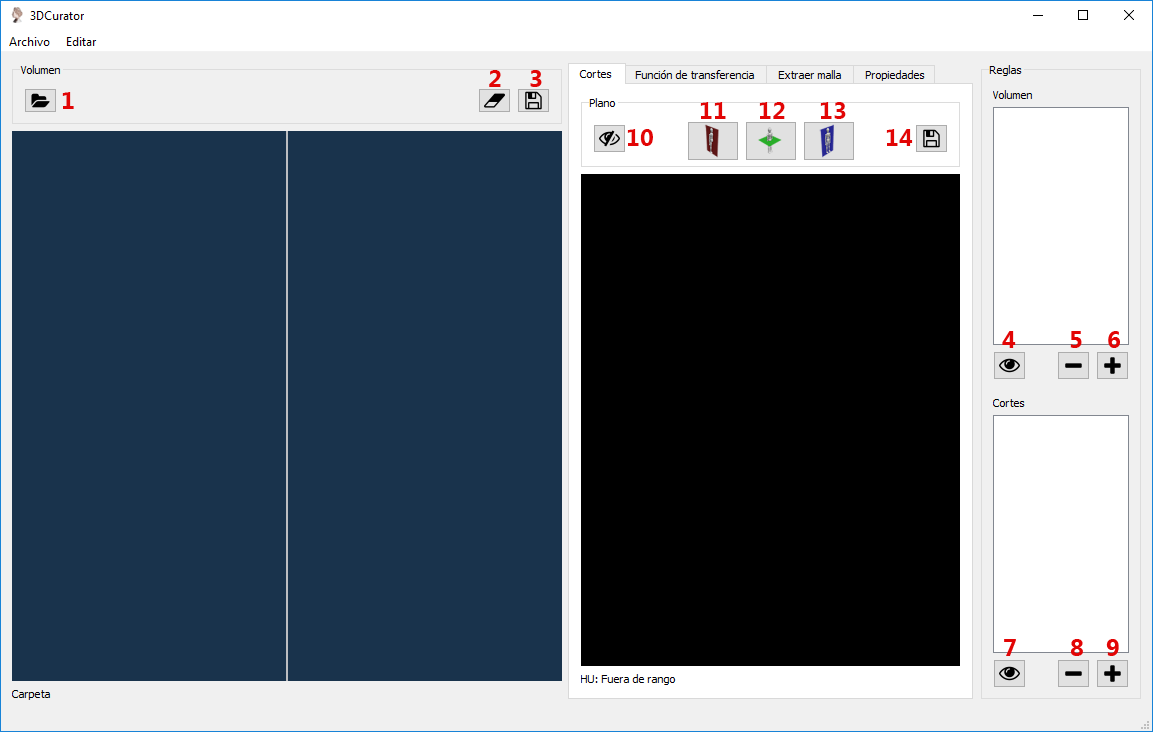 3DCurator
Archivo Editar
Volumen
1
2
3
Carpeta
Cortes Función de transferencia Extraer malla Propiedades
Plano
10
11
12
13
14
HU: Fuera de rango
Reglas
Volumen
4
5
6
Cortes
7
8
9